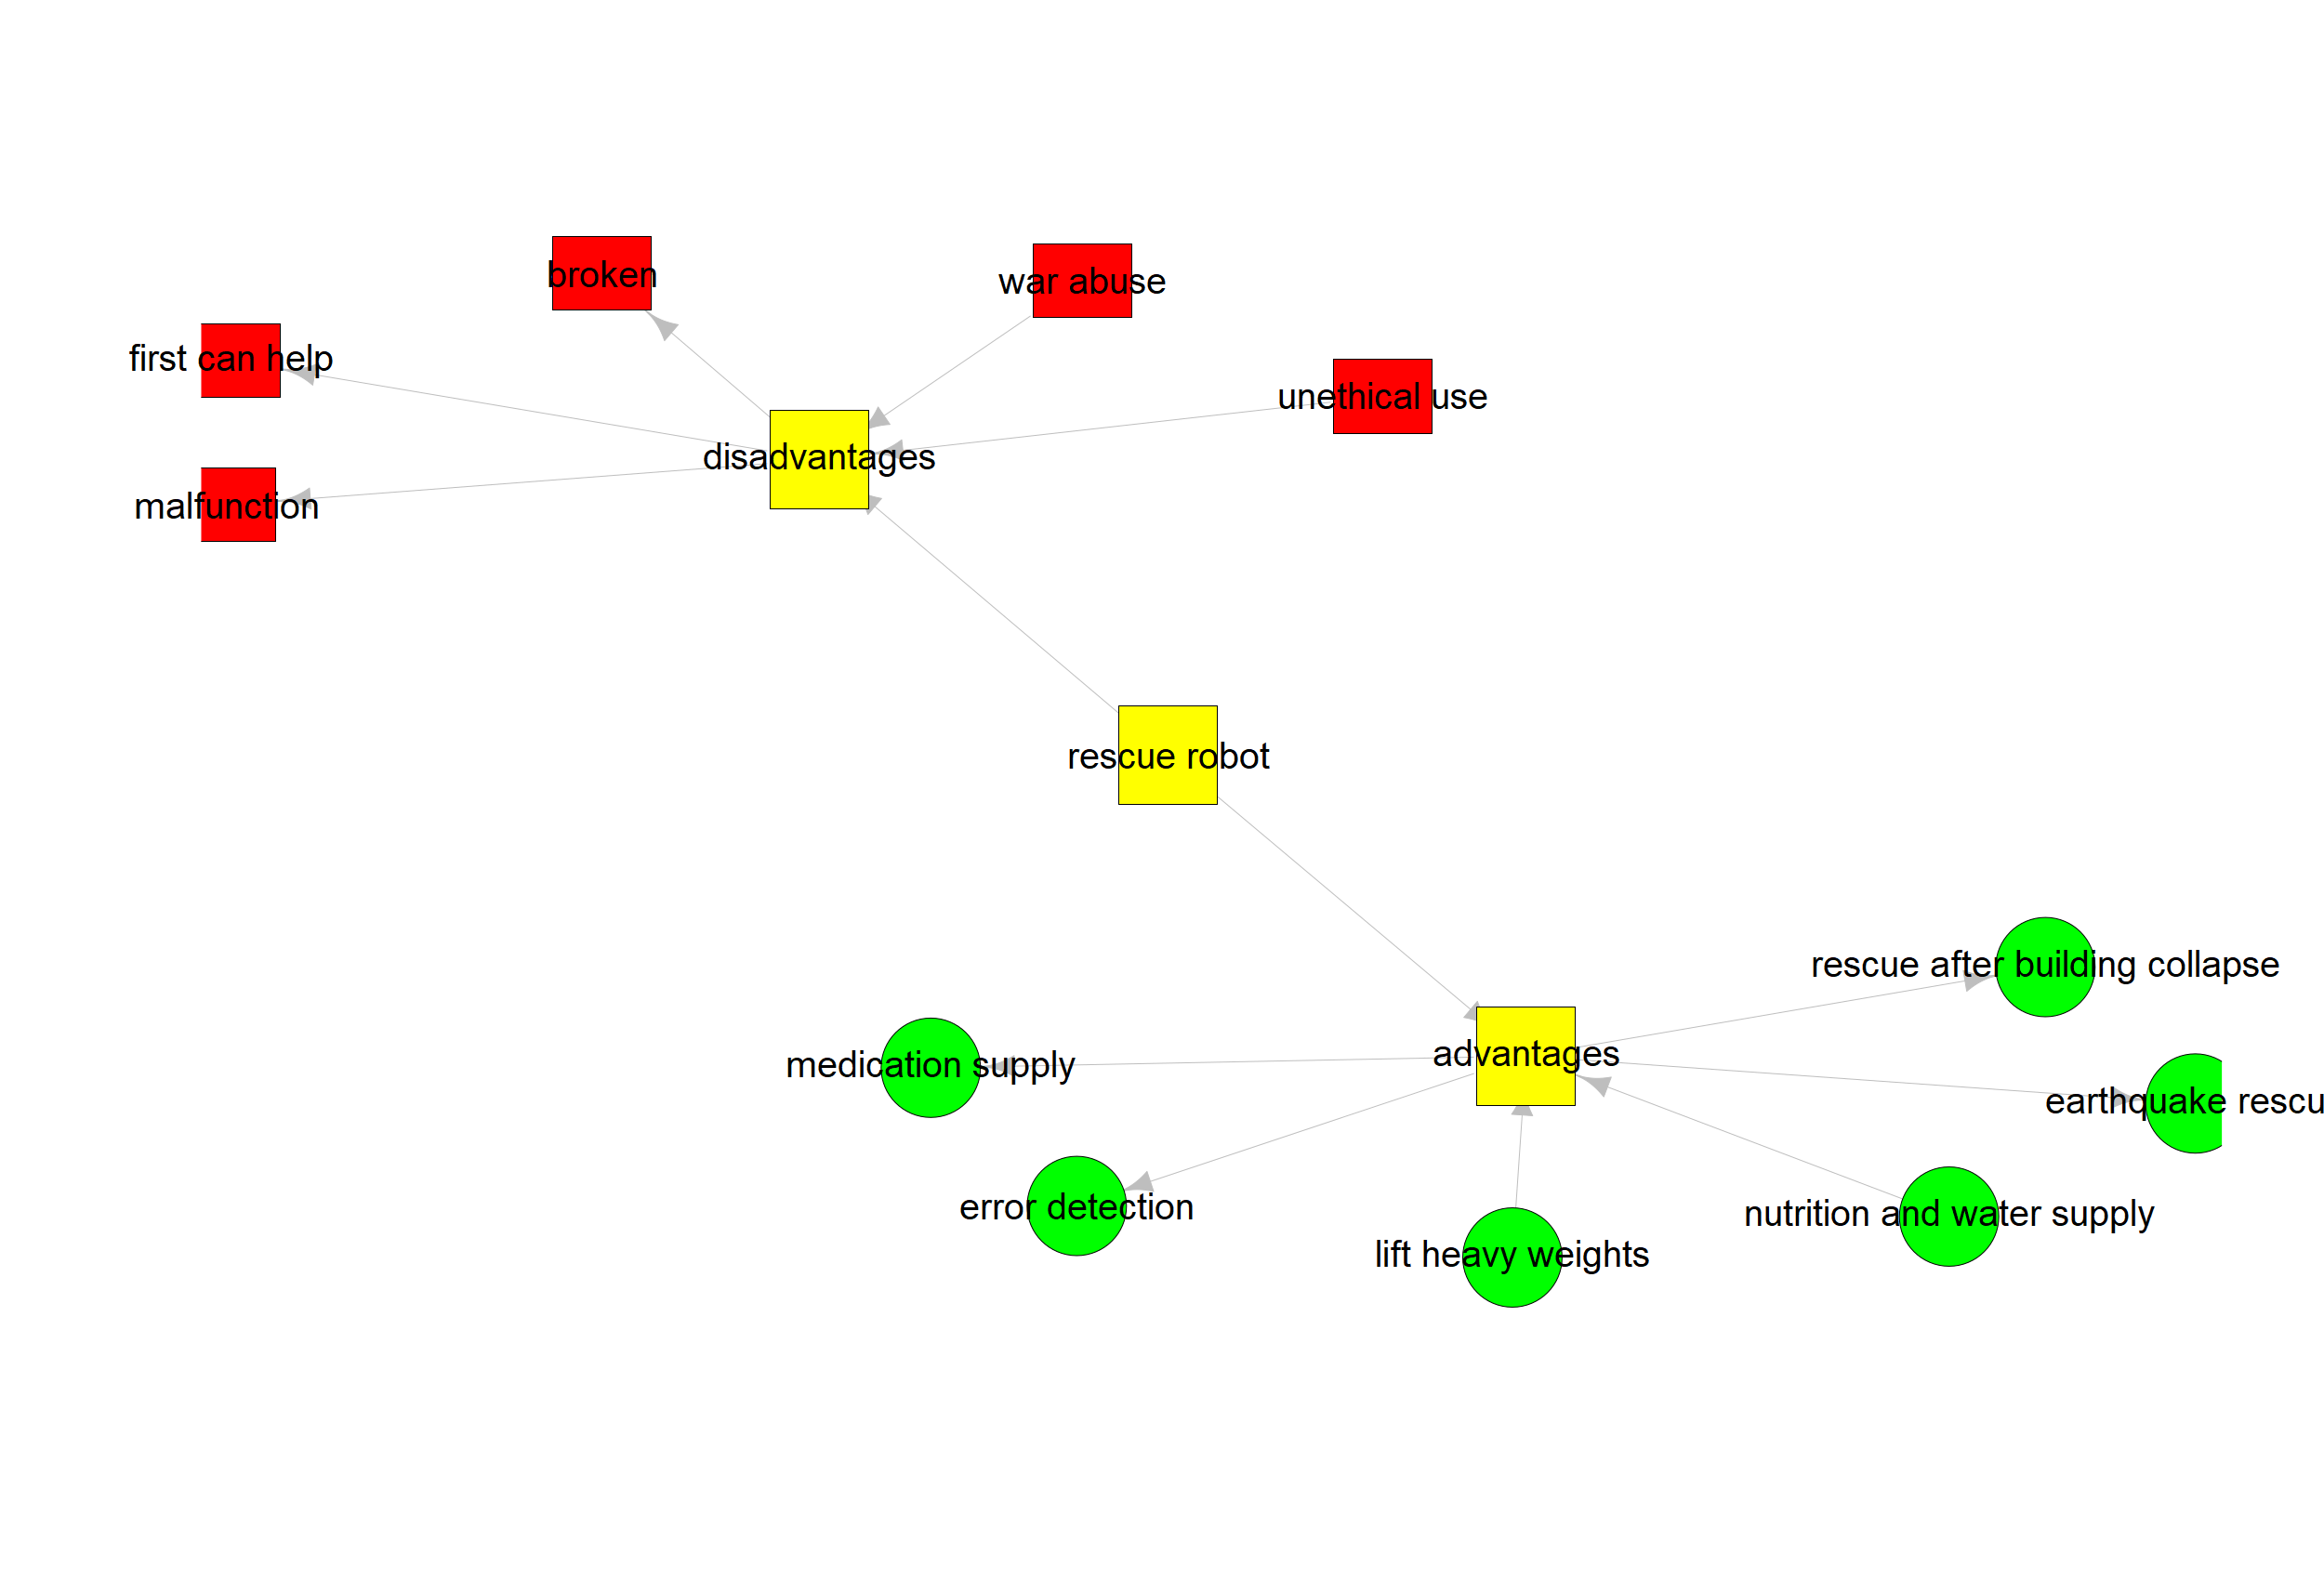 broken
war abuse
first can help
unethical use
disadvantages
malfunction
rescue robot
rescue after building collapse
advantages
medication supply
earthquake rescu
error detection
nutrition and water supply
lift heavy weights